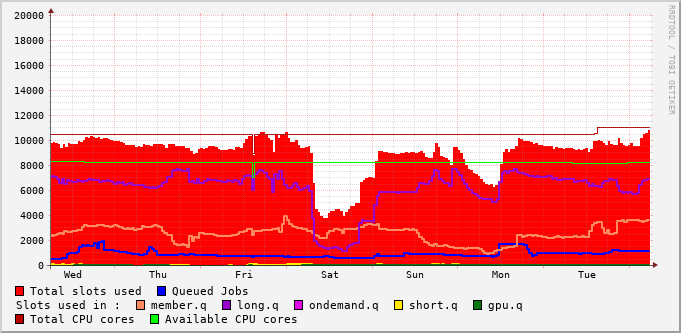 20000
18000
16000
14000
12000
10000
8000
6000
4000
2000
0
Wed Thu Fri Sat Sun Mon Tue
Total slots used Queued Jobs
Slots used in : member.q long.q ondemand.q short.q gpu.q
Total CPU cores Available CPU cores
RRDTOOL / TOBI OETIKER